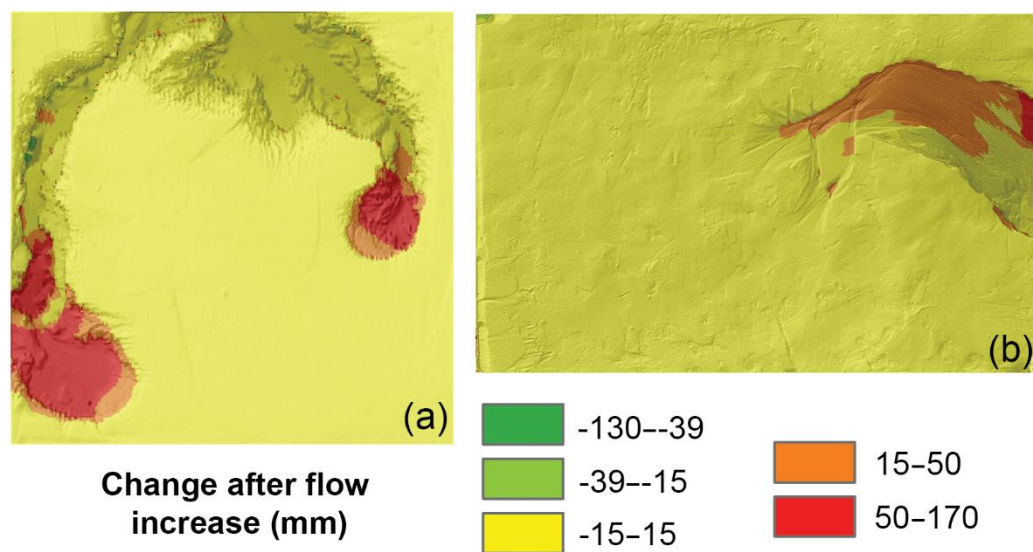 (a)
(b)
Change after flow
increase (mm)
-130–-39
-39–-15
-15–15
15–50
50–170